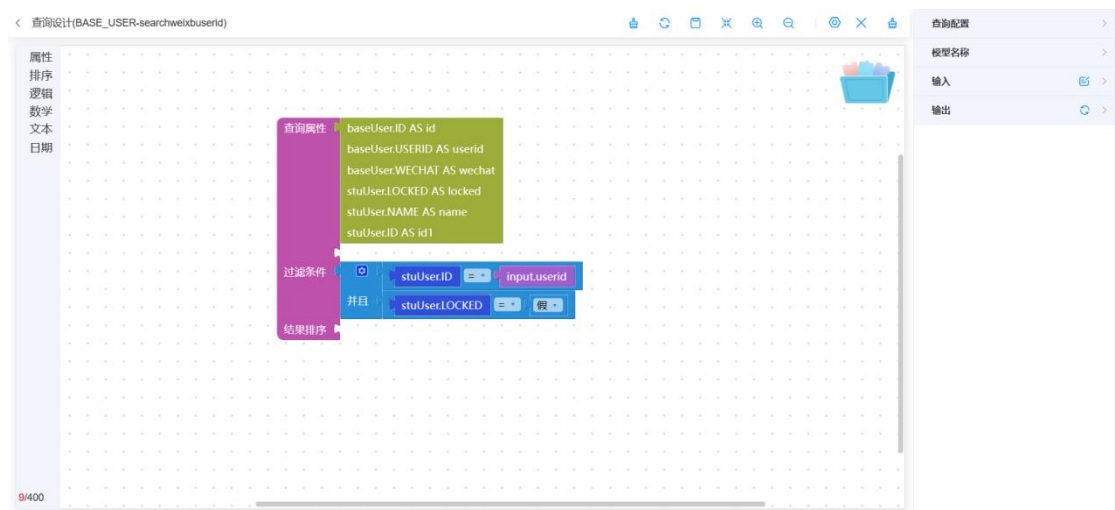 查询设计(BASE_USER-searchweixbuserid)
查询配置
模型名称
输入
输出
属性
排序
逻辑
数学
文本
日期
查询属性
baseUser.ID AS id
baseUser.USERID AS userid
baseUser.WECHAT AS wechat
stuUser.LOCKED AS locked
stuUser.NAME AS name
stuUser.ID AS id1
过滤条件 stuUser.ID = input.userid
并且 stuUser.LOCKED = 假
结果排序
9/400